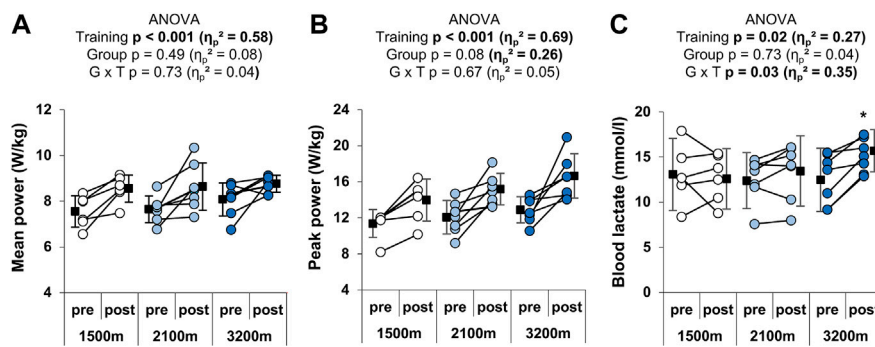 A
ANOVA
Training p < 0.001 (ηp² = 0.58)
Group p = 0.49 (ηp² = 0.08)
G x T p = 0.73 (ηp² = 0.04)
Mean power (W/kg)
12
10
8
6
4
pre post pre post pre post
1500m 2100m 3200m
B
ANOVA
Training p < 0.001 (ηp² = 0.69)
Group p = 0.08 (ηp² = 0.26)
G x T p = 0.67 (ηp² = 0.05)
Peak power (W/kg)
24
20
16
12
8
4
pre post pre post pre post
1500m 2100m 3200m
C
ANOVA
Training p = 0.02 (ηp² = 0.27)
Group p = 0.73 (ηp² = 0.04)
G x T p = 0.03 (ηp² = 0.35)
Blood lactate (mmol/l)
20
15
10
5
0
*
pre post pre post pre post
1500m 2100m 3200m